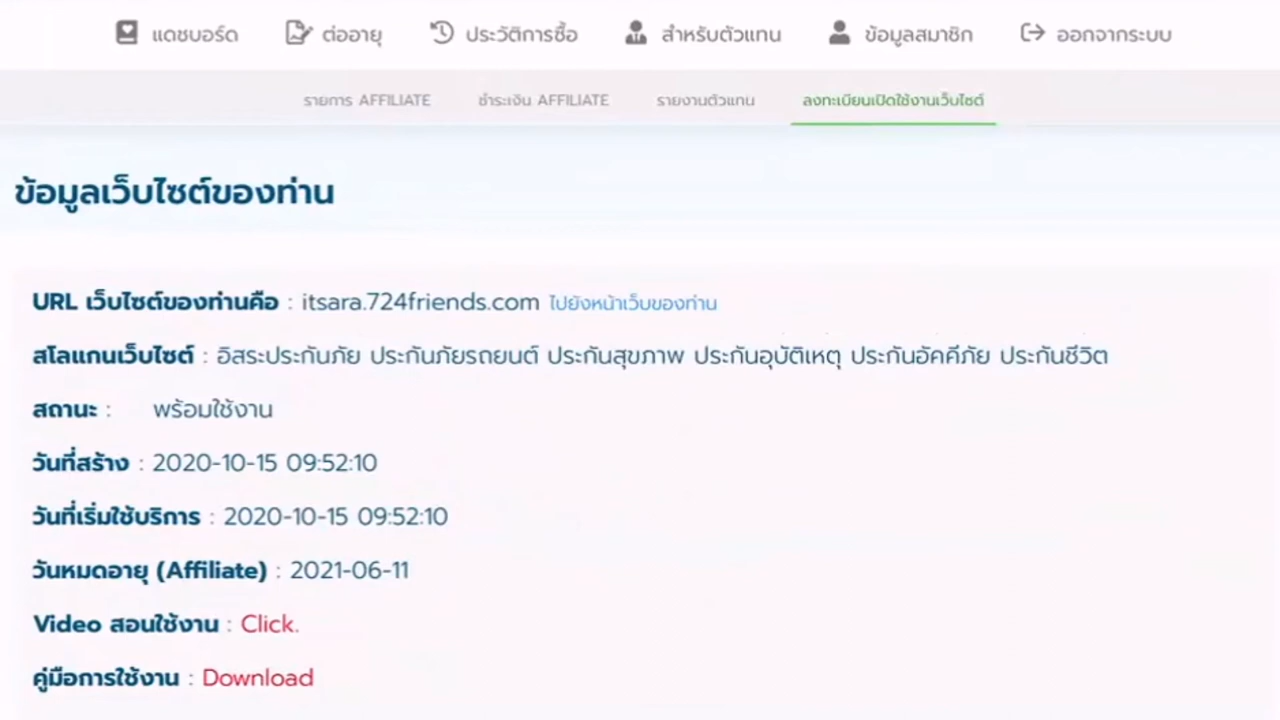 แดชบอร์ด ต่ออายุ ประวัติการซื้อ สำหรับตัวแทน ข้อมูลสมาชิก ออกจากระบบ
รายการ AFFILIATE ชำระเงิน AFFILIATE รายงานตัวแทน ลงทะเบียนเปิดใช้งานเว็บไซต์
ข้อมูลเว็บไซต์ของท่าน
URL เว็บไซต์ของท่านคือ : itsara.724friends.com ไปยังหน้าเว็บของท่าน
สโลแกนเว็บไซต์ : อิสระประกันภัย ประกันภัยรถยนต์ ประกันสุขภาพ ประกันอุบัติเหตุ ประกันอัคคีภัย ประกันชีวิต
สถานะ : พร้อมใช้งาน
วันที่สร้าง : 2020-10-15 09:52:10
วันที่เริ่มใช้บริการ : 2020-10-15 09:52:10
วันหมดอายุ (Affiliate) : 2021-06-11
Video สอนใช้งาน : Click.
คู่มือการใช้งาน : Download